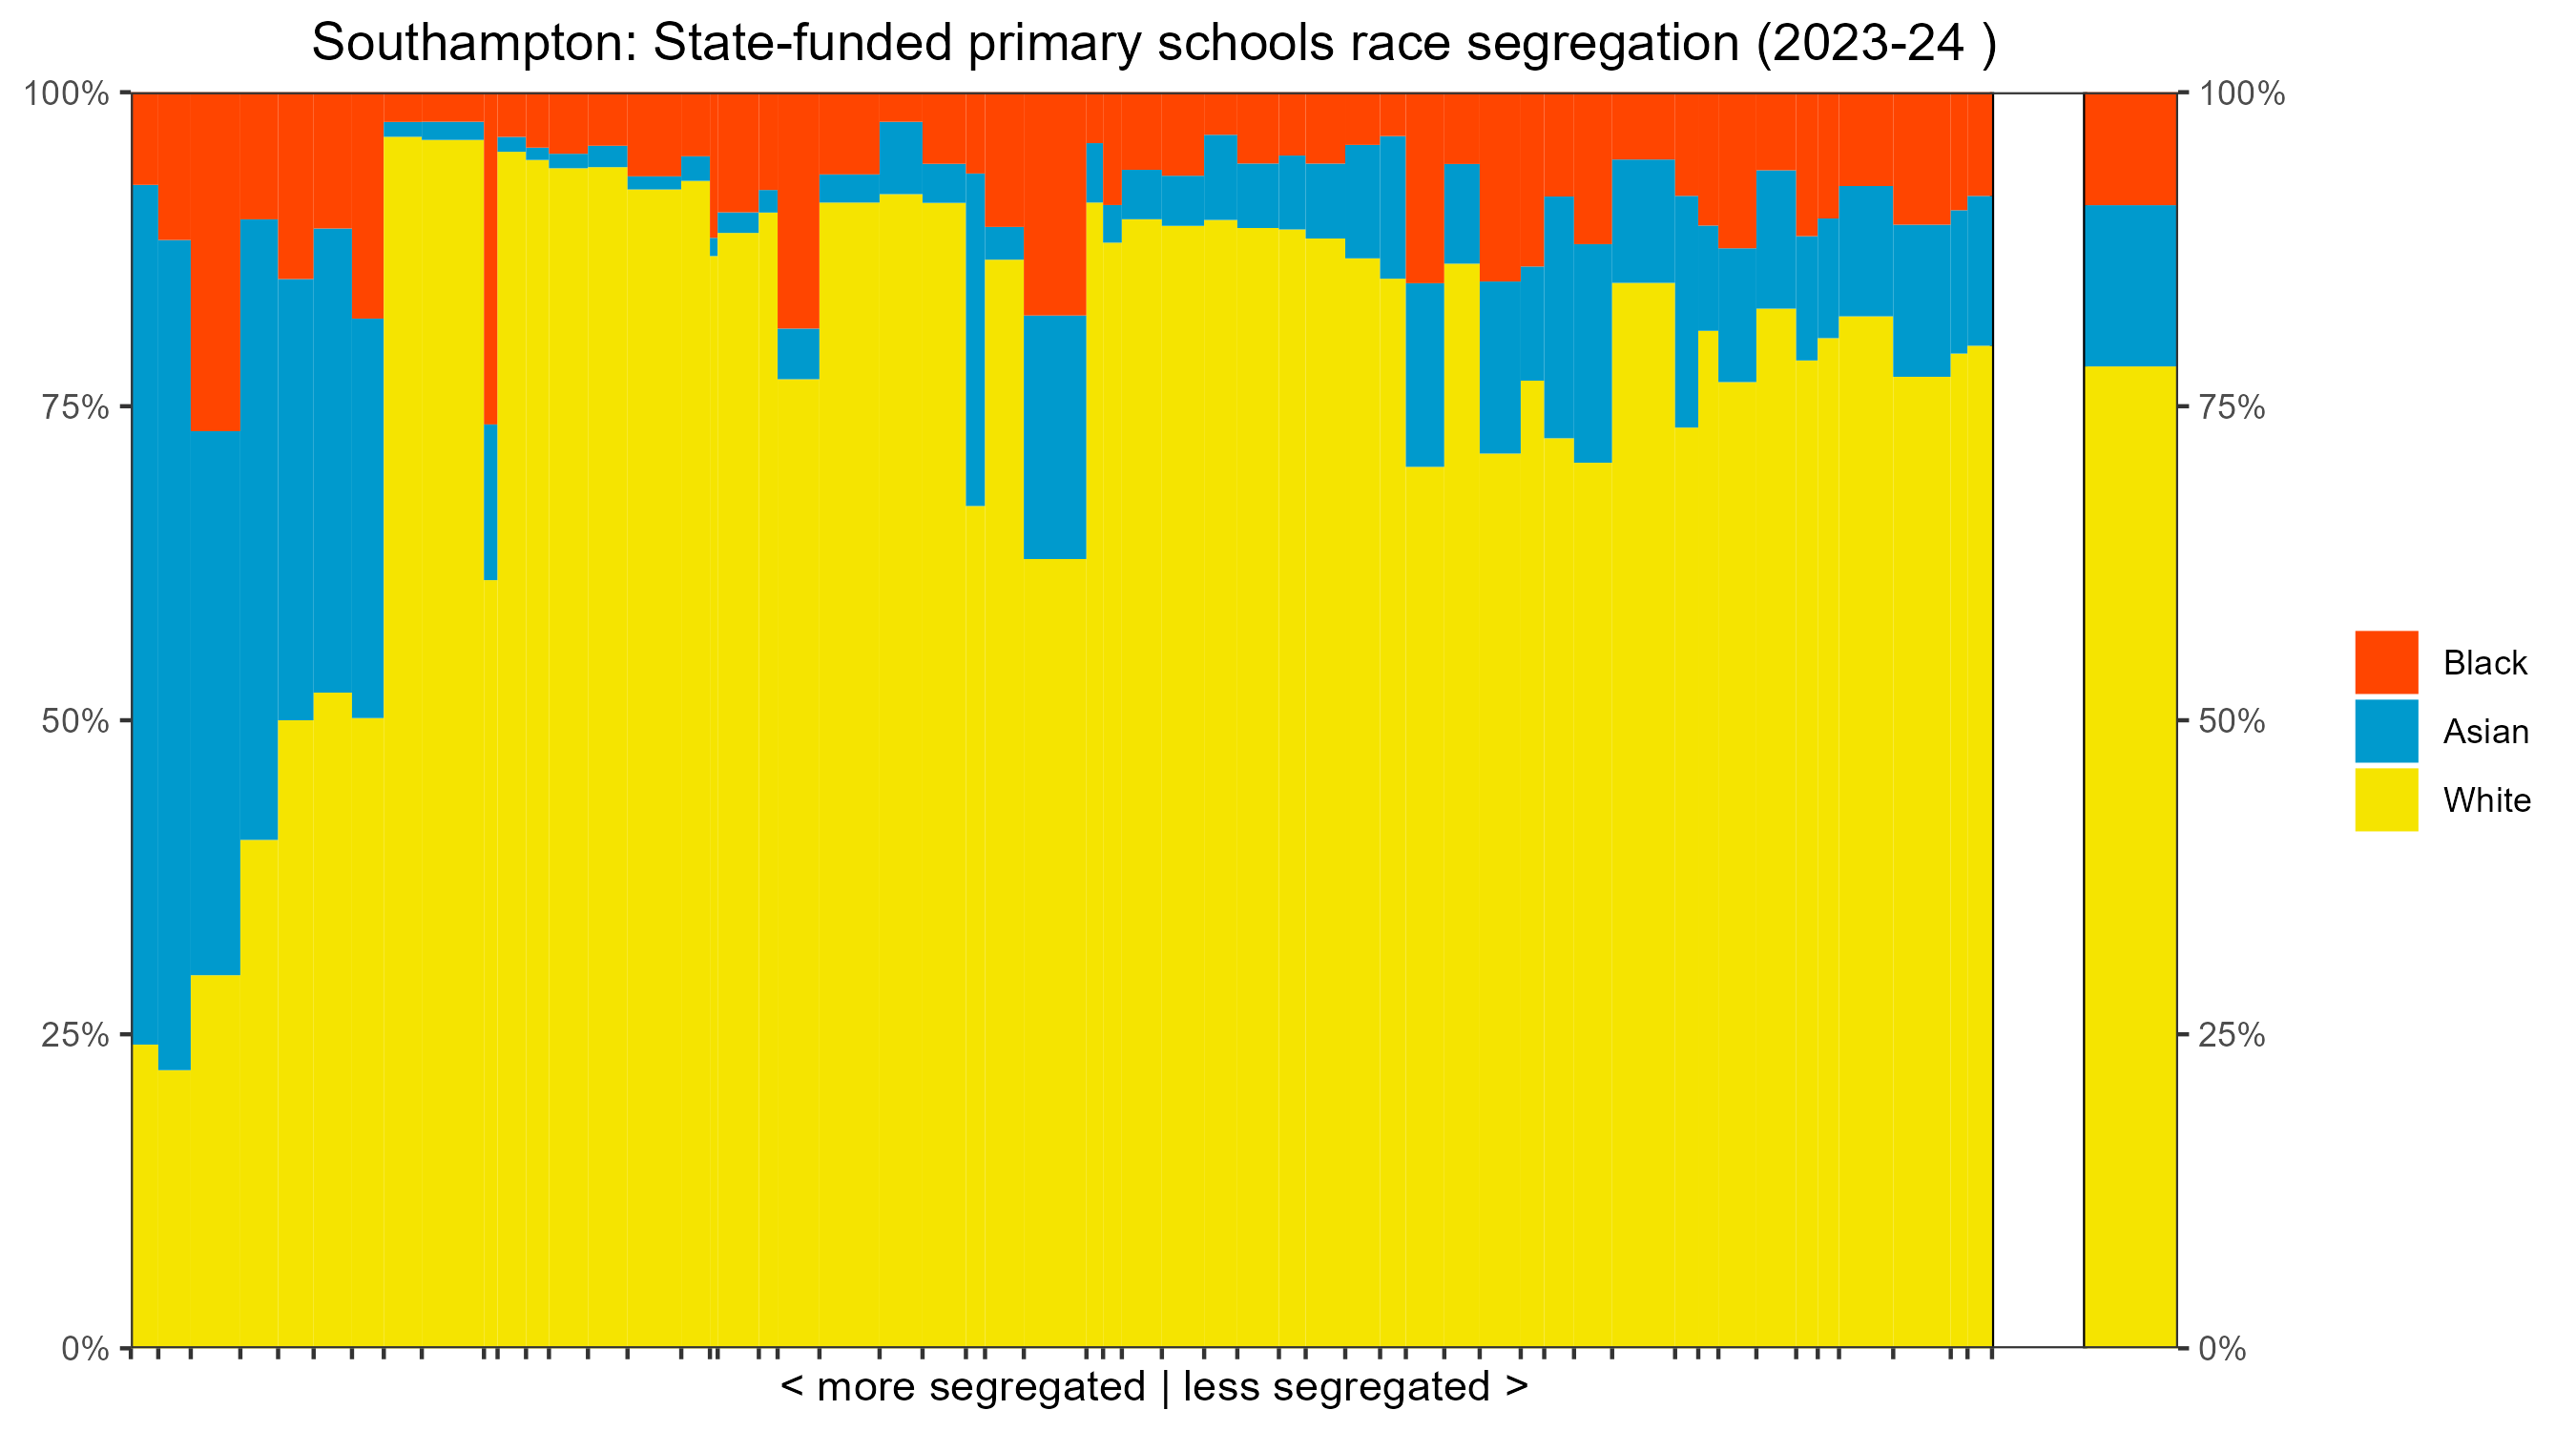 Southampton: State-funded primary schools race segregation (2023-24 )
100%
75%
50%
25%
0%
100%
75%
50%
25%
0%
Black
Asian
White
< more segregated | less segregated >